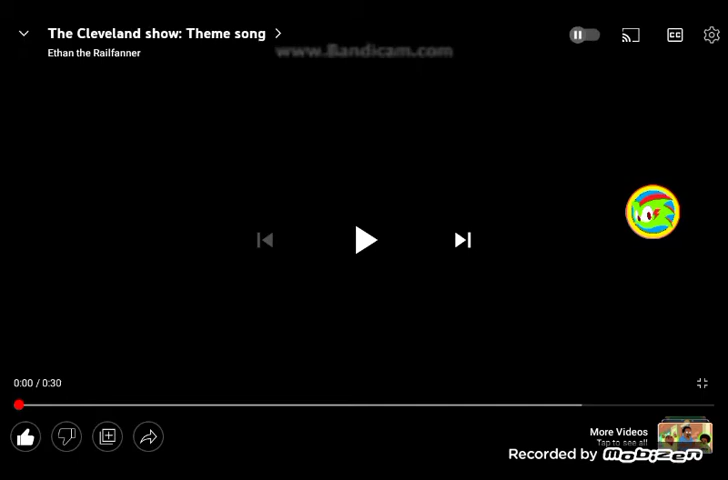 The Cleveland show: Theme song
Ethan the Railfanner
www.Bandicam.com
CC
0:00 / 0:30
More Videos
Tap to see all
Recorded by Mobizen